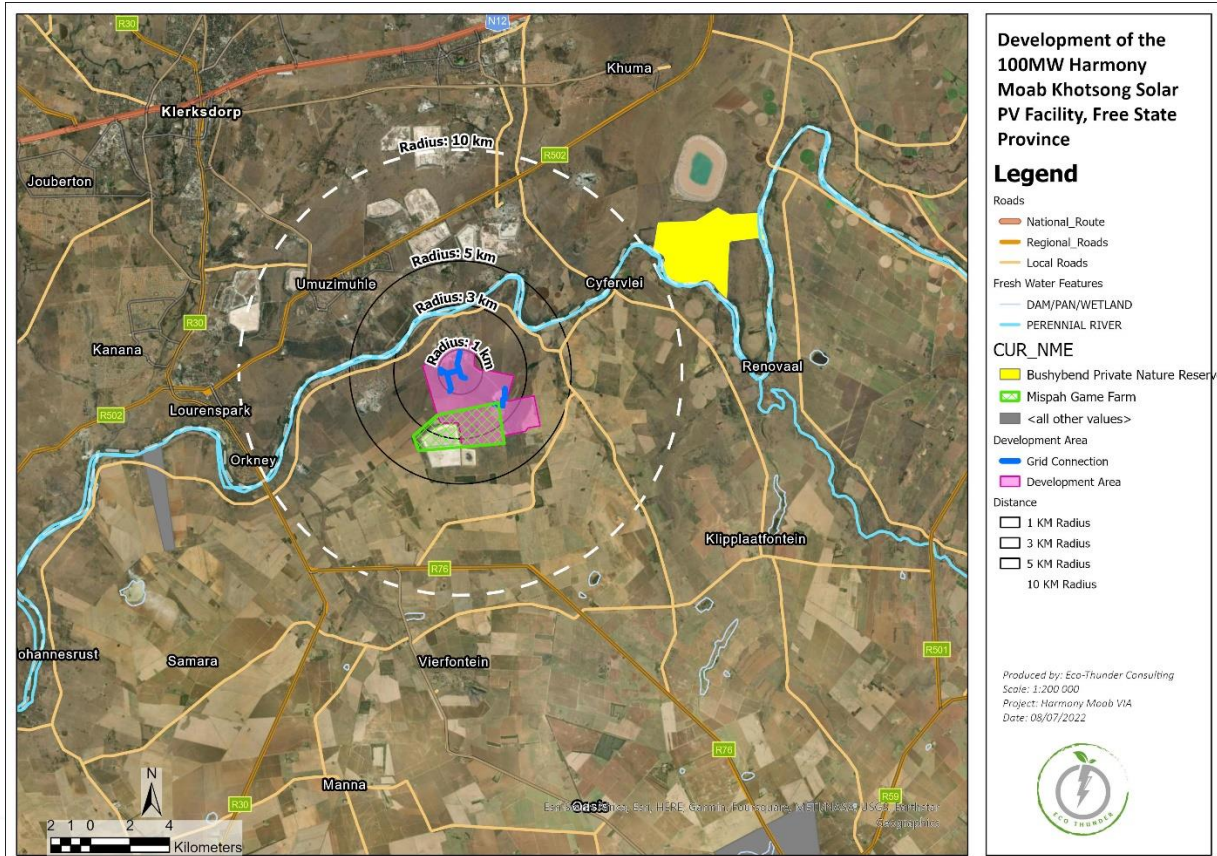 R30
N12
Khuma
Klerksdorp
Radius: 10 km
R502
Jouberton
Radius: 5 km
Umuzimuhle
Cyfervlei
Radius: 3 km
R30
Kanana
Radius: 1 km
Renovaal
Lourenspark
R502
Orkney
Klipplaatfontein
R76
ohannesrust
Samara
Vierfontein
R501
R76
Manna
R30
Oasis
R59
N
2 1 0 2 4
Kilometers
Development of the
100MW Harmony
Moab Khotsong Solar
PV Facility, Free State
Province
Legend
Roads
National_Route
Regional_Roads
Local Roads
Fresh Water Features
DAM/PAN/WETLAND
PERENNIAL RIVER
CUR_NME
Bushybend Private Nature Reserv
Mispah Game Farm
<all other values>
Development Area
Grid Connection
Development Area
Distance
1 KM Radius
3 KM Radius
5 KM Radius
10 KM Radius
Produced by: Eco-Thunder Consulting
Scale: 1:200 000
Project: Harmony Moab VIA
Date: 08/07/2022
ECO THUNDER